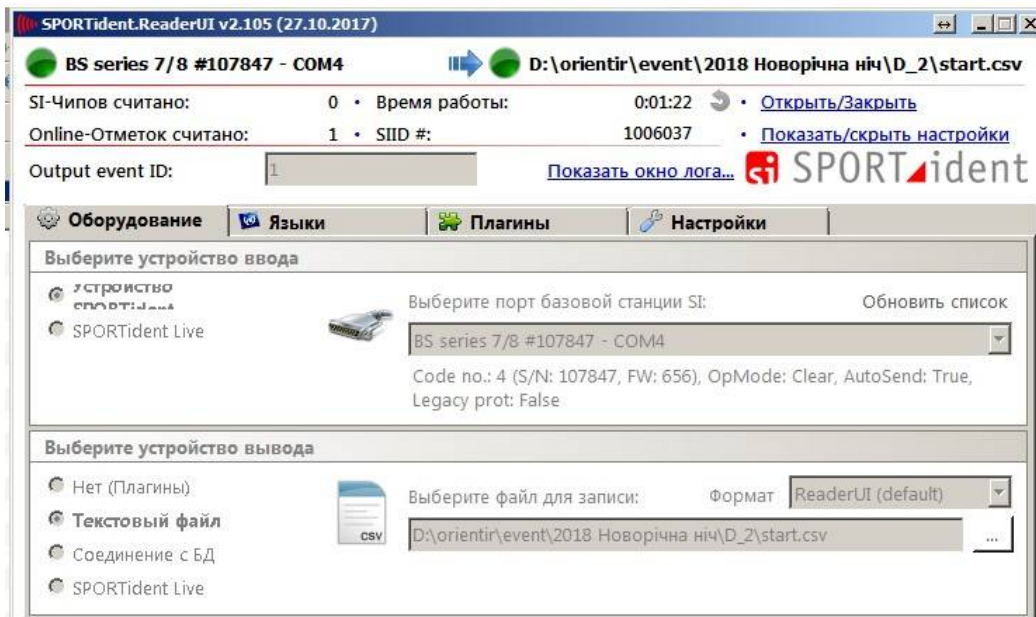 SPORTident.ReaderUI v2.105 (27.10.2017)
BS series 7/8 #107847 - COM4 D:\orientir\event\2018 Новорічна ніч\D_2\start.csv
SI-Чипов считано: 0 • Время работы: 0:01:22 • Открыть/Закрыть
Online-Отметок считано: 1 • SIID #: 1006037 • Показать/скрыть настройки
Output event ID: 1 Показать окно лога... SPORTident
Оборудование Языки Плагины Настройки
Выберите устройство ввода
Устройство
SPORTident
Выберите порт базовой станции SI: Обновить список
SPORTident Live
BS series 7/8 #107847 - COM4
Code no.: 4 (S/N: 107847, FW: 656), OpMode: Clear, AutoSend: True,
Legacy prot: False
Выберите устройство вывода
Нет (Плагины)
Выберите файл для записи: Формат ReaderUI (default)
Текстовый файл
CSV
D:\orientir\event\2018 Новорічна ніч\D_2\start.csv ...
Соединение с БД
SPORTident Live